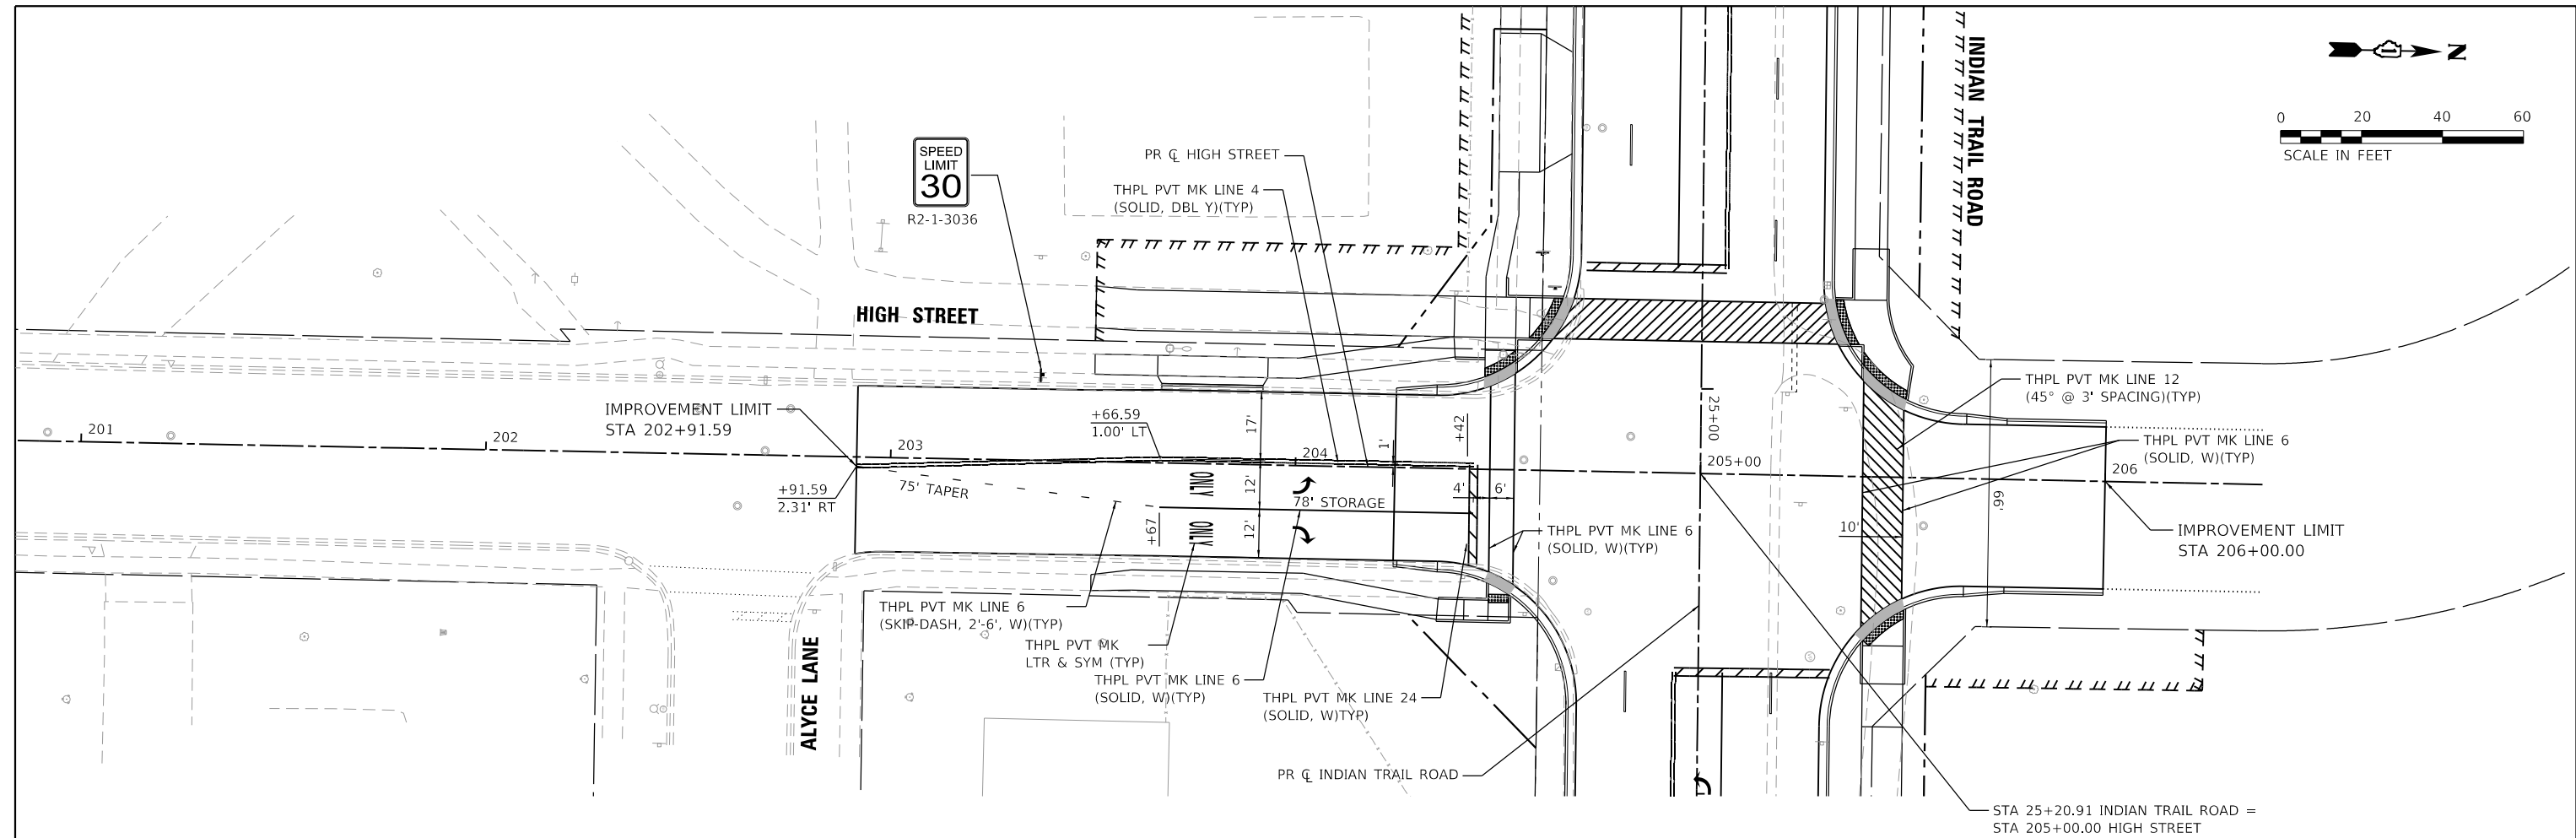 INDIAN TRAIL ROAD
N
0 20 40 60
SCALE IN FEET
SPEED
LIMIT
30
R2-1-3036
PR ℄ HIGH STREET
THPL PVT MK LINE 4
(SOLID, DBL Y)(TYP)
HIGH STREET
THPL PVT MK LINE 12
(45° @ 3' SPACING)(TYP)
IMPROVEMENT LIMIT
STA 202+91.59
+66.59
1.00' LT
17'
+42
1'
25+00
201
202
203
204
205+00
206
THPL PVT MK LINE 6
(SOLID, W)(TYP)
+91.59
2.31' RT
75' TAPER
ONLY
12'
78' STORAGE
4'
6'
66'
+67
ONLY
12'
10'
THPL PVT MK LINE 6
(SOLID, W)(TYP)
IMPROVEMENT LIMIT
STA 206+00.00
THPL PVT MK LINE 6
(SKIP-DASH, 2'-6', W)(TYP)
THPL PVT MK
LTR & SYM (TYP)
THPL PVT MK LINE 6
(SOLID, W)(TYP)
THPL PVT MK LINE 24
(SOLID, W)TYP)
ALYCE LANE
PR ℄ INDIAN TRAIL ROAD
STA 25+20.91 INDIAN TRAIL ROAD =
STA 205+00.00 HIGH STREET